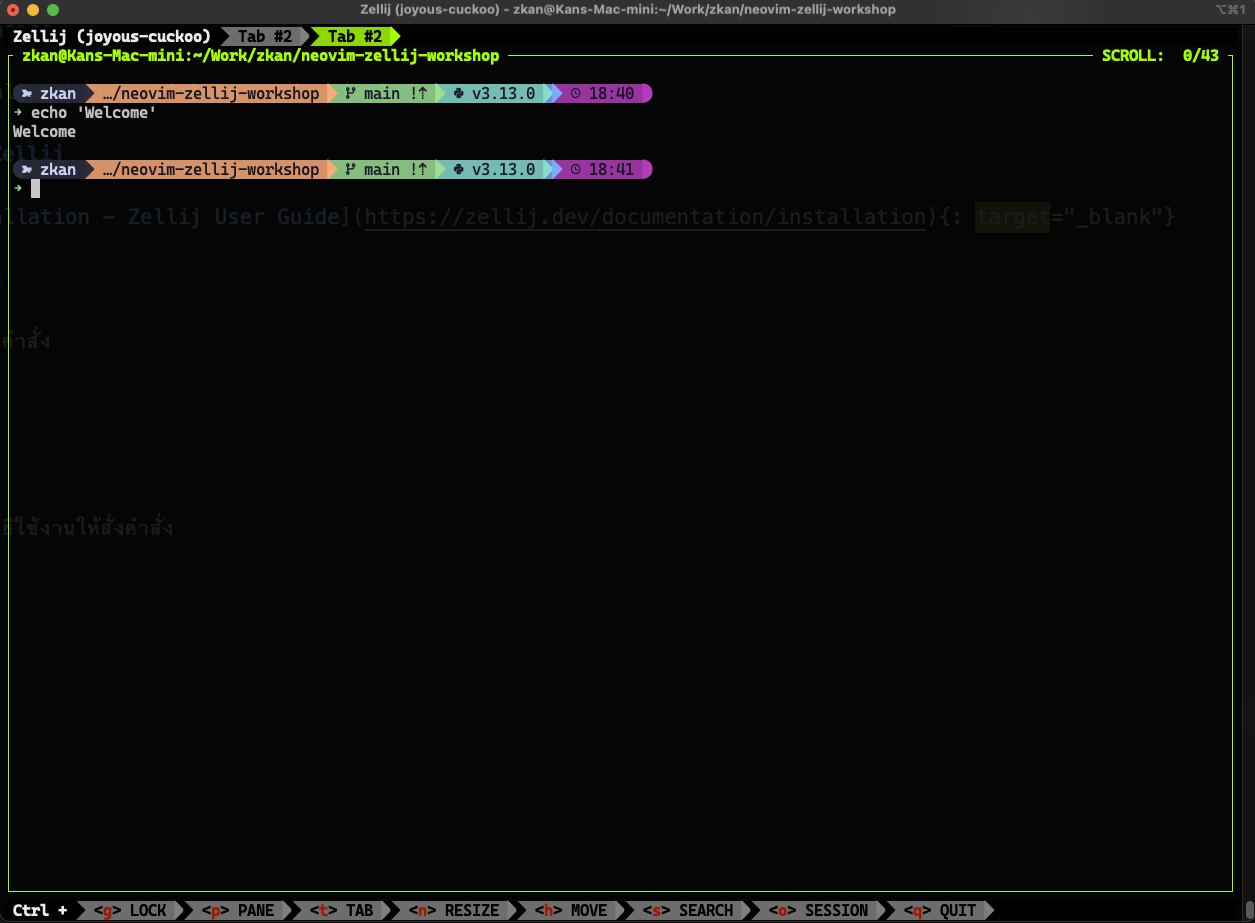 Zellij (joyous-cuckoo) - zkan@Kans-Mac-mini:~/Work/zkan/neovim-zellij-workshop ⌥⌘1
Zellij (joyous-cuckoo) Tab #2 Tab #2
zkan@Kans-Mac-mini:~/Work/zkan/neovim-zellij-workshop SCROLL: 0/43
zkan …/neovim-zellij-workshop main !⇡ v3.13.0 18:40
➜ echo 'Welcome'
Welcome
Zellij
zkan …/neovim-zellij-workshop main !⇡ v3.13.0 18:41
➜
– Zellij User Guide](https://zellij.dev/documentation/installation){: target="_blank"}
คำสั่ง
ใช้งานให้สั่งคำสั่ง
Ctrl + <g> LOCK <p> PANE <t> TAB <n> RESIZE <h> MOVE <s> SEARCH <o> SESSION <q> QUIT